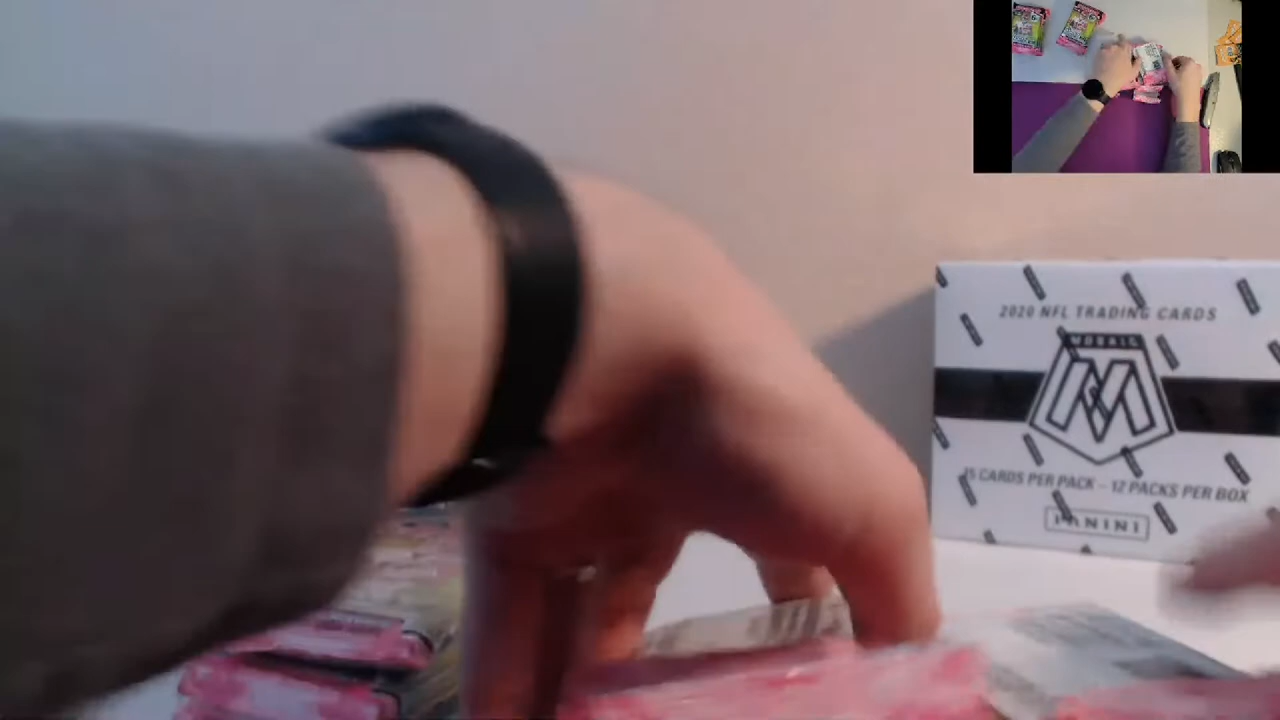 2020 NFL TRADING CARDS
MOSAIC
15 CARDS PER PACK - 12 PACKS PER BOX
PANINI